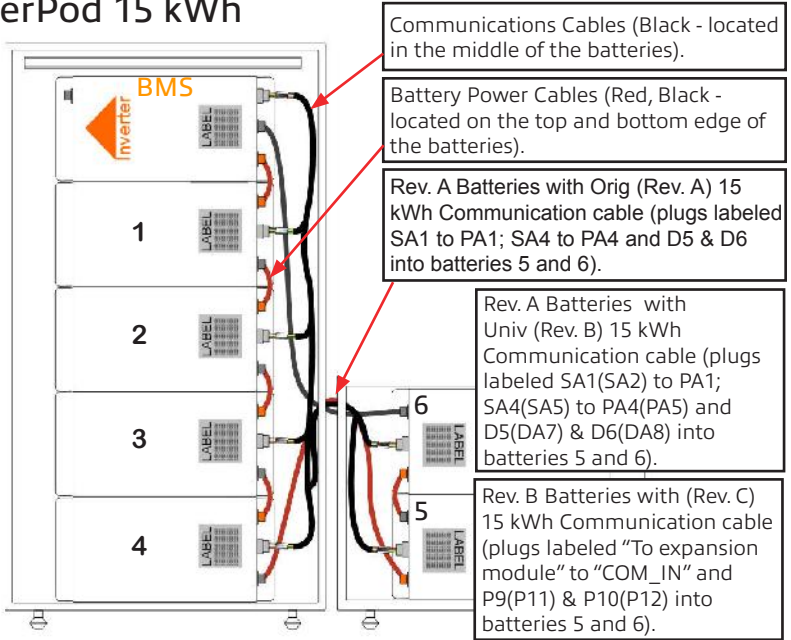 erPod 15 kWh
Communications Cables (Black - located
in the middle of the batteries).
Battery Power Cables (Red, Black -
located on the top and bottom edge of
the batteries).
Rev. A Batteries with Orig (Rev. A) 15
kWh Communication cable (plugs labeled
SA1 to PA1; SA4 to PA4 and D5 & D6
into batteries 5 and 6).
Rev. A Batteries with
Univ (Rev. B) 15 kWh
Communication cable (plugs
labeled SA1(SA2) to PA1;
SA4(SA5) to PA4(PA5) and
D5(DA7) & D6(DA8) into
batteries 5 and 6).
Rev. B Batteries with (Rev. C)
15 kWh Communication cable
(plugs labeled "To expansion
module" to "COM_IN" and
P9(P11) & P10(P12) into
batteries 5 and 6).
BMS
Inverter
LABEL
1
LABEL
2
LABEL
3
LABEL
4
LABEL
6
LABEL
5
LABEL